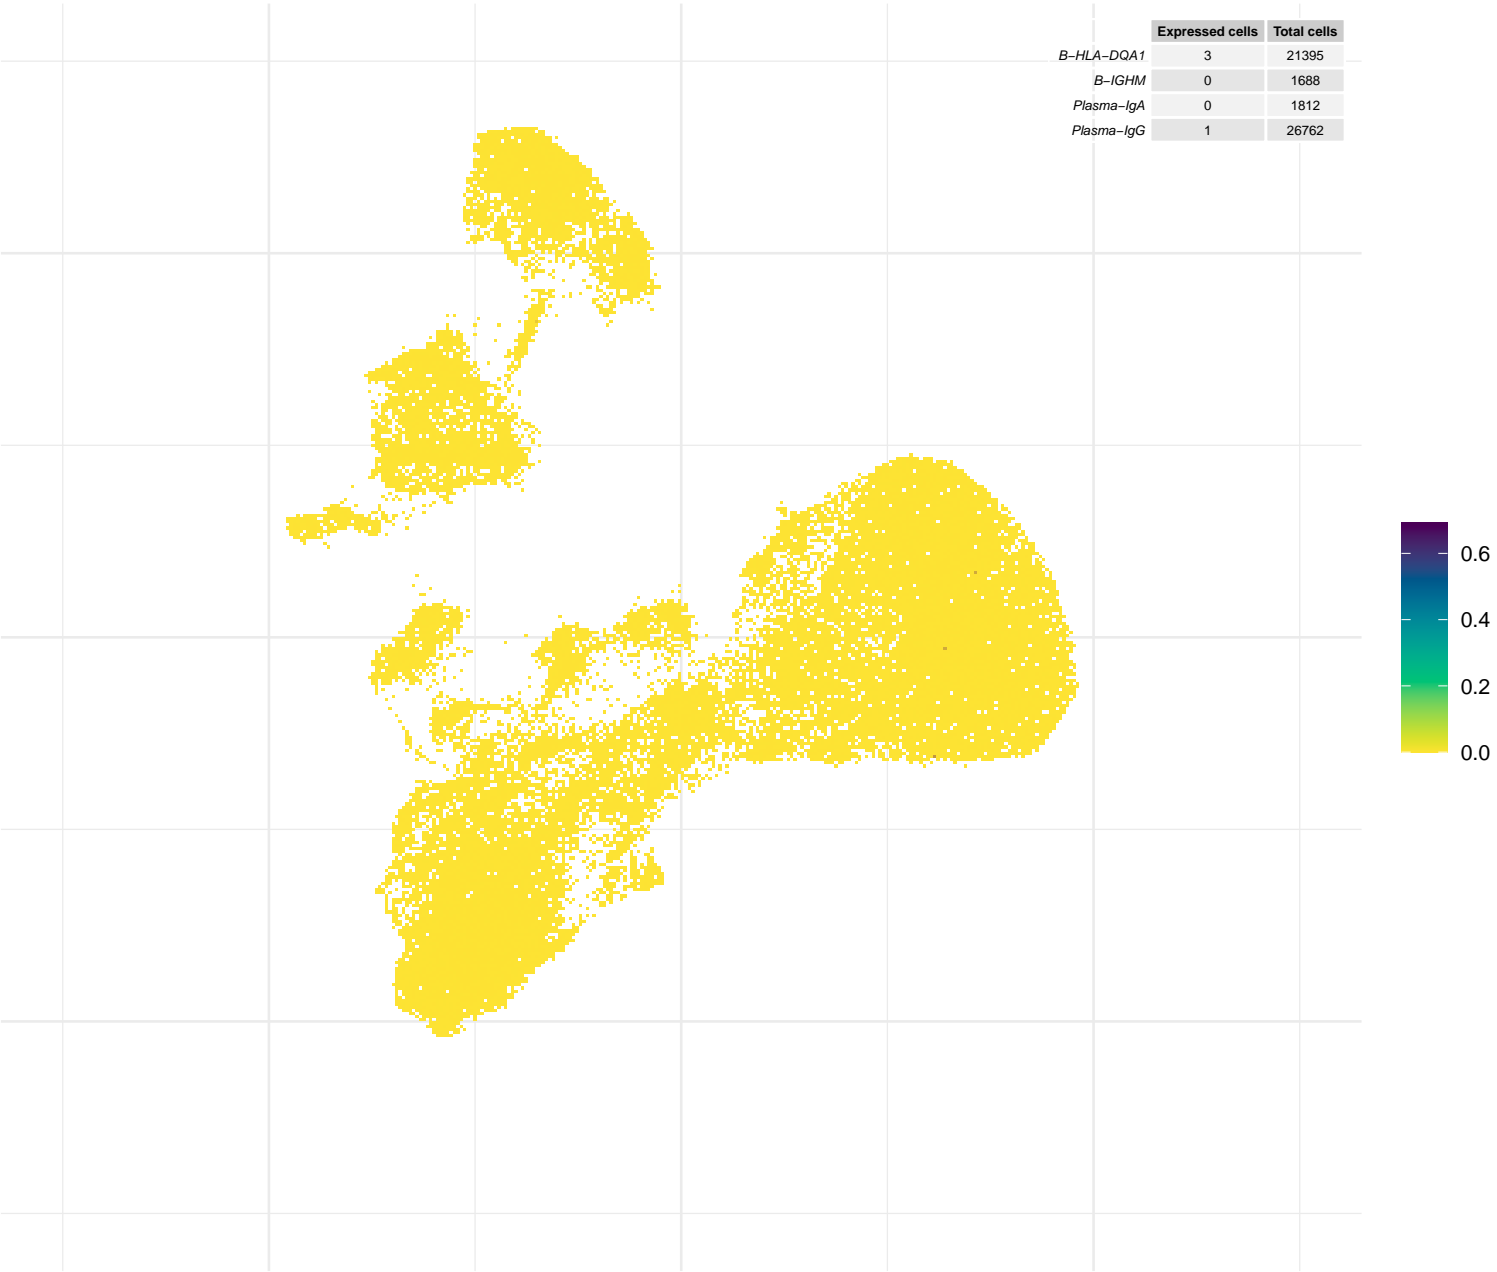 Expressed cells Total cells
B−HLA−DQA1 3 21395
B−IGHM 0 1688
Plasma−IgA 0 1812
Plasma−IgG 1 26762
0.6
0.4
0.2
0.0